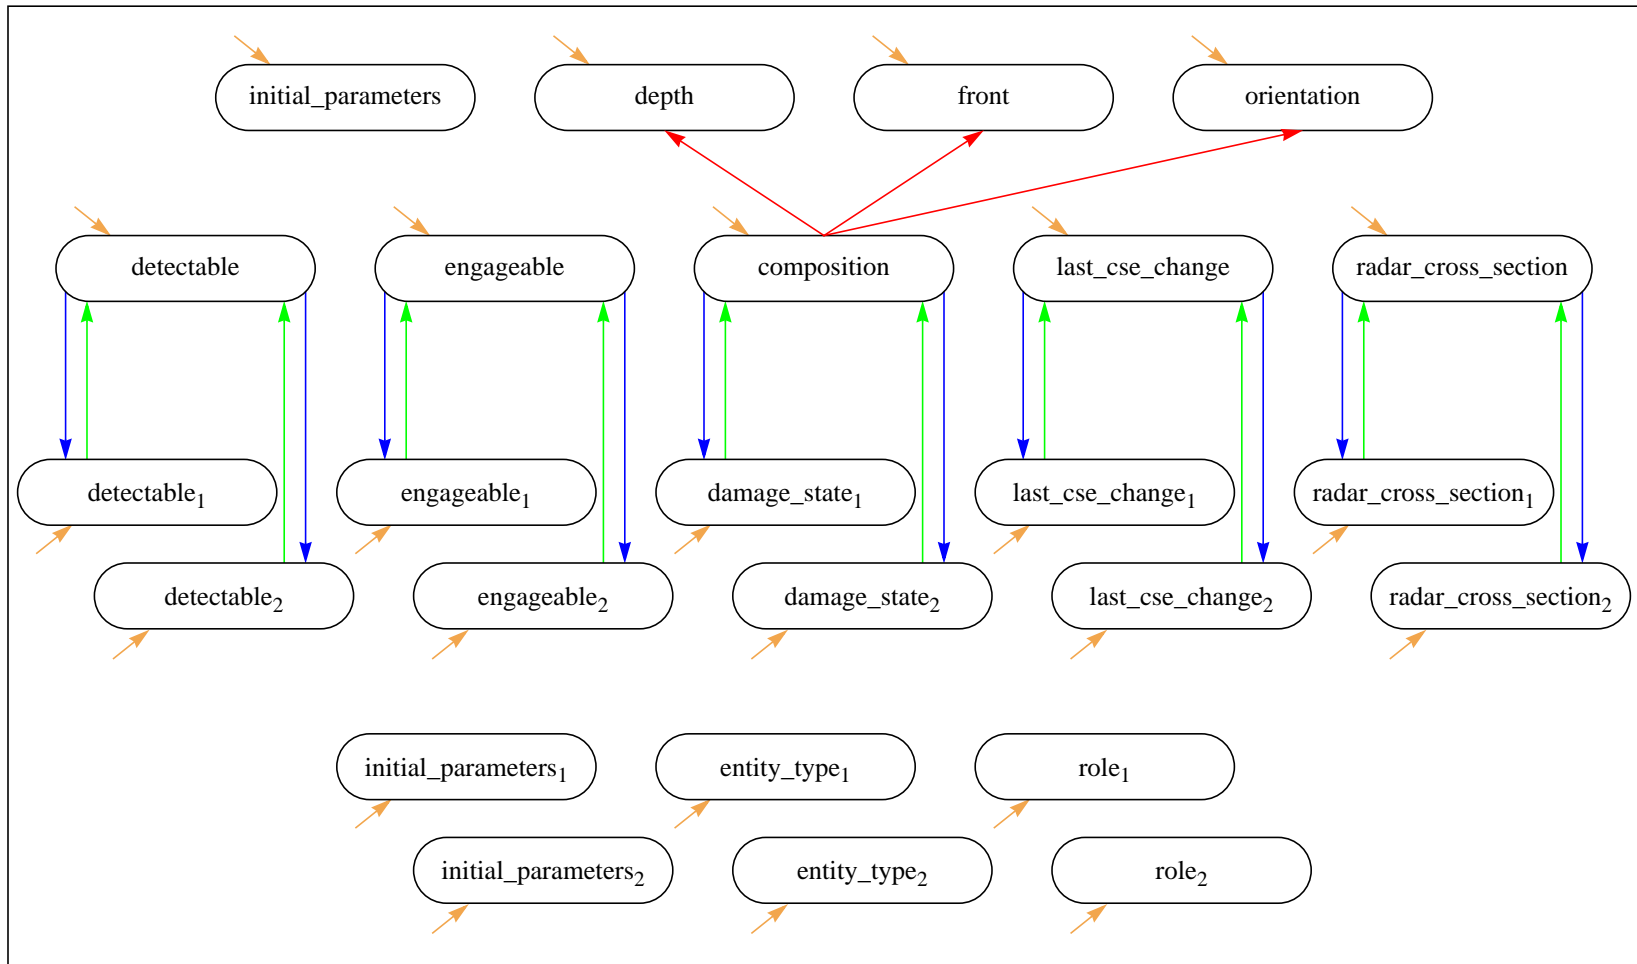 initial_parameters
depth
front
orientation
detectable
engageable
composition
last_cse_change
radar_cross_section
detectable1
engageable1
damage_state1
last_cse_change1
radar_cross_section1
detectable2
engageable2
damage_state2
last_cse_change2
radar_cross_section2
initial_parameters1
entity_type1
role1
initial_parameters2
entity_type2
role2